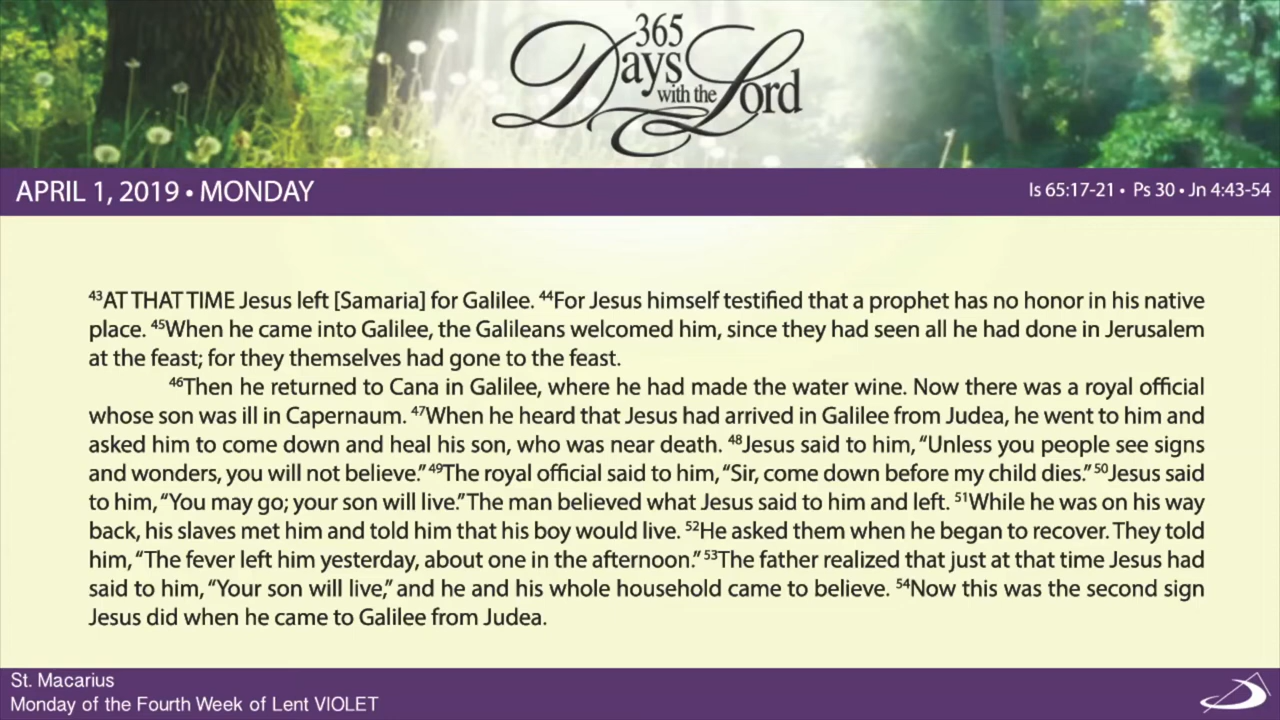 365
Days
with the Lord
APRIL 1, 2019 • MONDAY
Is 65:17-21 • Ps 30 • Jn 4:43-54
⁴³AT THAT TIME Jesus left [Samaria] for Galilee. ⁴⁴For Jesus himself testified that a prophet has no honor in his native
place. ⁴⁵When he came into Galilee, the Galileans welcomed him, since they had seen all he had done in Jerusalem
at the feast; for they themselves had gone to the feast.
⁴⁶Then he returned to Cana in Galilee, where he had made the water wine. Now there was a royal official
whose son was ill in Capernaum. ⁴⁷When he heard that Jesus had arrived in Galilee from Judea, he went to him and
asked him to come down and heal his son, who was near death. ⁴⁸Jesus said to him, “Unless you people see signs
and wonders, you will not believe.” ⁴⁹The royal official said to him, “Sir, come down before my child dies.” ⁵⁰Jesus said
to him, “You may go; your son will live.” The man believed what Jesus said to him and left. ⁵¹While he was on his way
back, his slaves met him and told him that his boy would live. ⁵²He asked them when he began to recover. They told
him, “The fever left him yesterday, about one in the afternoon.” ⁵³The father realized that just at that time Jesus had
said to him, “Your son will live,” and he and his whole household came to believe. ⁵⁴Now this was the second sign
Jesus did when he came to Galilee from Judea.
St. Macarius
Monday of the Fourth Week of Lent VIOLET